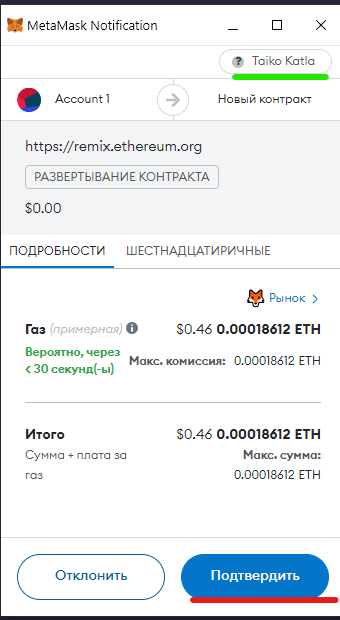 MetaMask Notification
? Taiko Katla
Account 1 Новый контракт
https://remix.ethereum.org
РАЗВЕРТЫВАНИЕ КОНТРАКТА
$0.00
ПОДРОБНОСТИ ШЕСТНАДЦАТИРИЧНЫЕ
Рынок >
Газ (примерная) i $0.46 0.00018612 ETH
Вероятно, через
< 30 секунд(-ы) Макс. комиссия: 0.00018612 ETH
Итого $0.46 0.00018612 ETH
Сумма + плата за Макс. сумма:
газ 0.00018612 ETH
Отклонить Подтвердить